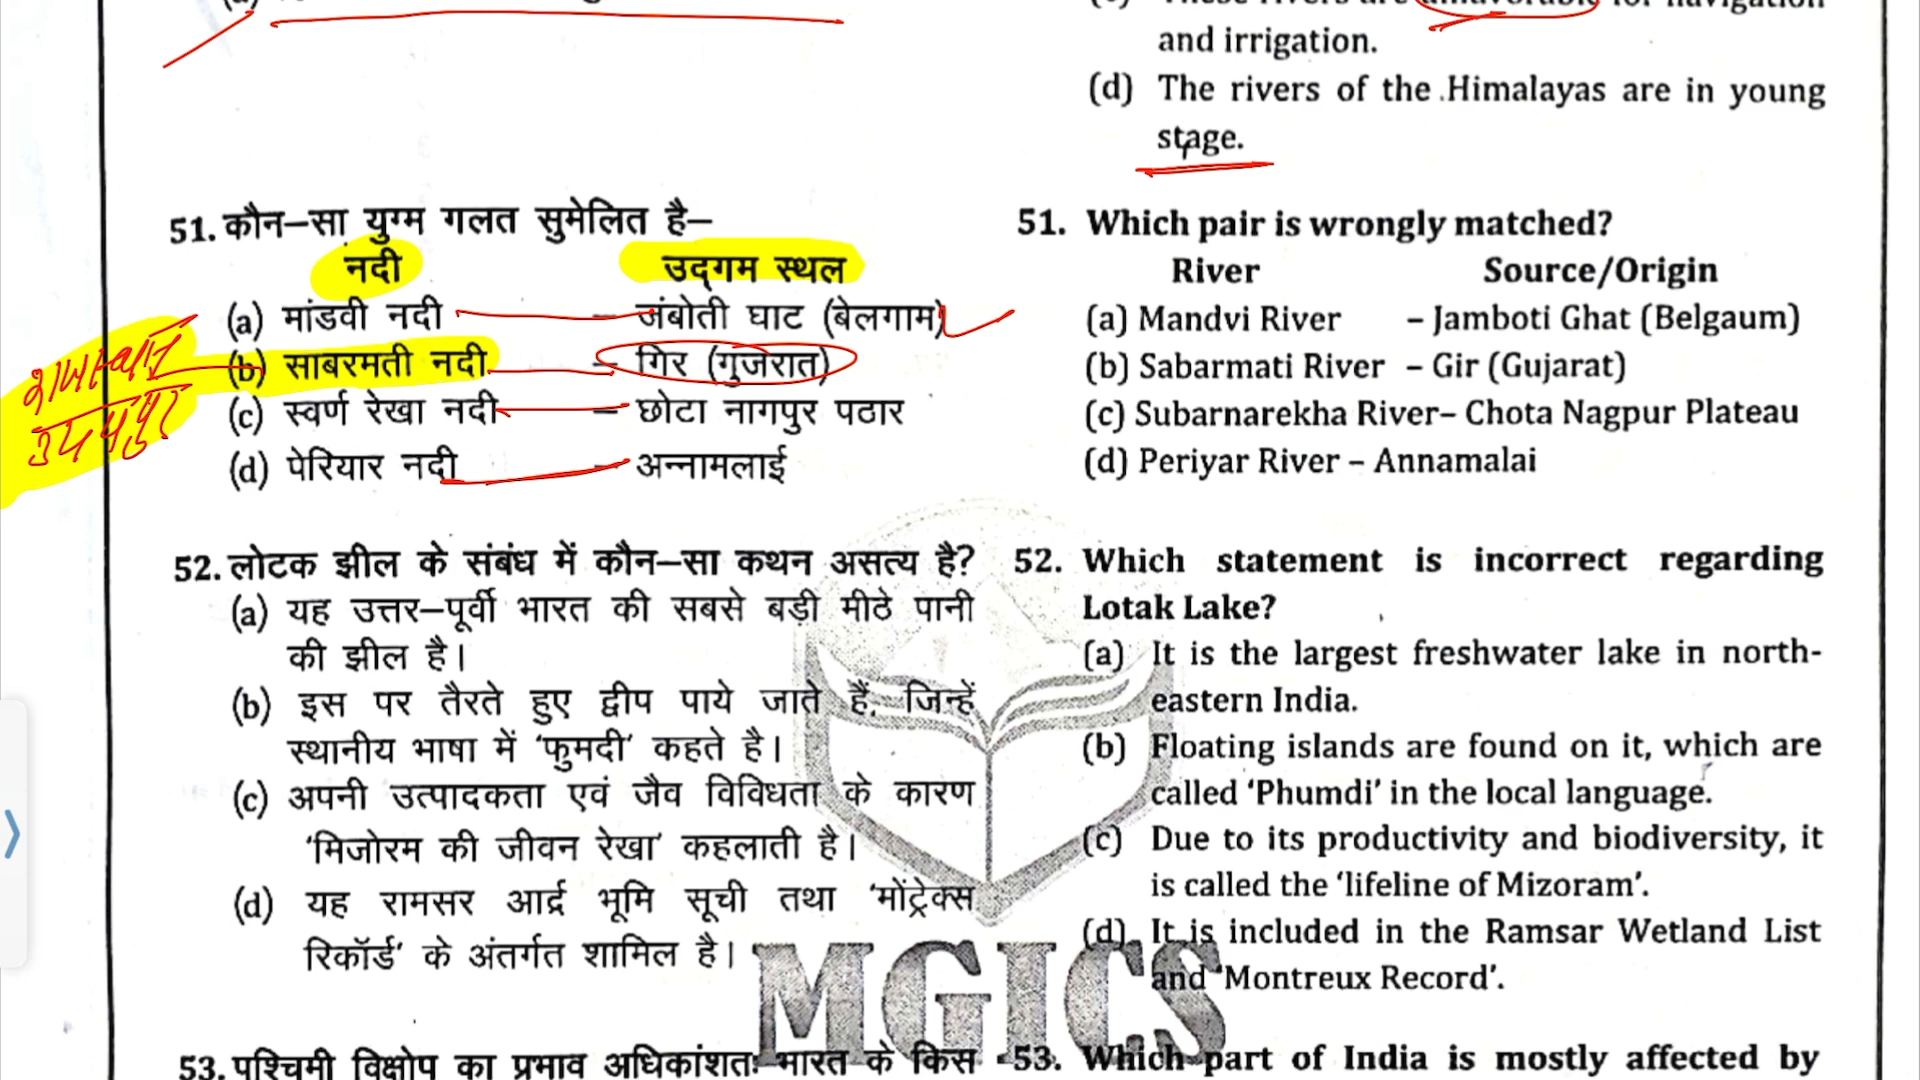 and irrigation.
(d) The rivers of the Himalayas are in young
stage.
51. कौन–सा युग्म गलत सुमेलित है–
नदी उद्गम स्थल
(a) मांडवी नदी – जंबोती घाट (बेलगाम)
(b) साबरमती नदी – गिर (गुजरात)
(c) स्वर्ण रेखा नदी – छोटा नागपुर पठार
(d) पेरियार नदी – अन्नामलाई
राजस्थान
उदयपुर
52. लोटक झील के संबंध में कौन–सा कथन असत्य है?
(a) यह उत्तर–पूर्वी भारत की सबसे बड़ी मीठे पानी
की झील है।
(b) इस पर तैरते हुए द्वीप पाये जाते हैं, जिन्हें
स्थानीय भाषा में ‘फुमदी’ कहते है।
(c) अपनी उत्पादकता एवं जैव विविधता के कारण
‘मिजोरम की जीवन रेखा’ कहलाती है।
(d) यह रामसर आर्द्र भूमि सूची तथा ‘मोंट्रेक्स
रिकॉर्ड’ के अंतर्गत शामिल है।
53. पश्चिमी विक्षोप का प्रभाव अधिकांशतः भारत के किस
51. Which pair is wrongly matched?
River Source/Origin
(a) Mandvi River – Jamboti Ghat (Belgaum)
(b) Sabarmati River – Gir (Gujarat)
(c) Subarnarekha River– Chota Nagpur Plateau
(d) Periyar River – Annamalai
52. Which statement is incorrect regarding
Lotak Lake?
(a) It is the largest freshwater lake in north-
eastern India.
(b) Floating islands are found on it, which are
called ‘Phumdi’ in the local language.
(c) Due to its productivity and biodiversity, it
is called the ‘lifeline of Mizoram’.
(d) It is included in the Ramsar Wetland List
and ‘Montreux Record’.
53. Which part of India is mostly affected by
MGICS